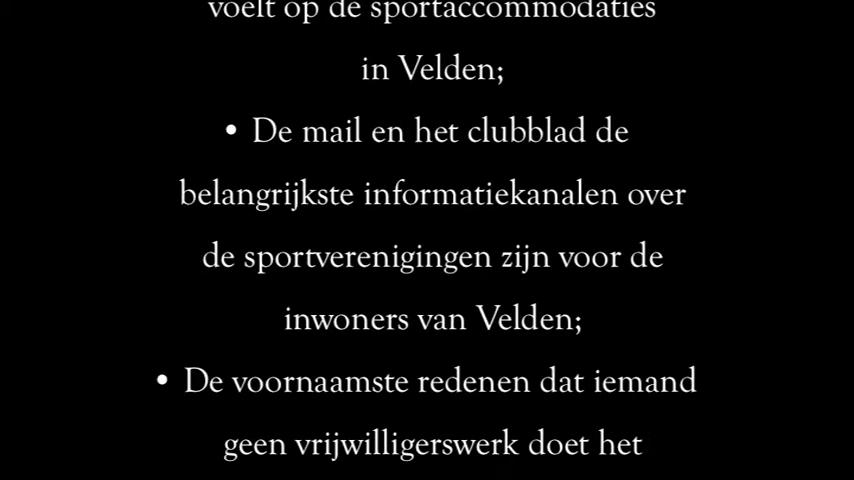 voelt op de sportaccommodaties
in Velden;
• De mail en het clubblad de
belangrijkste informatiekanalen over
de sportverenigingen zijn voor de
inwoners van Velden;
• De voornaamste redenen dat iemand
geen vrijwilligerswerk doet het